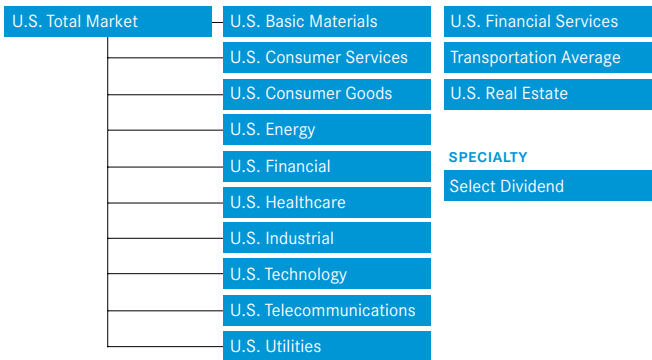 U.S. Total Market
U.S. Basic Materials
U.S. Consumer Services
U.S. Consumer Goods
U.S. Energy
U.S. Financial
U.S. Healthcare
U.S. Industrial
U.S. Technology
U.S. Telecommunications
U.S. Utilities
U.S. Financial Services
Transportation Average
U.S. Real Estate
SPECIALTY
Select Dividend